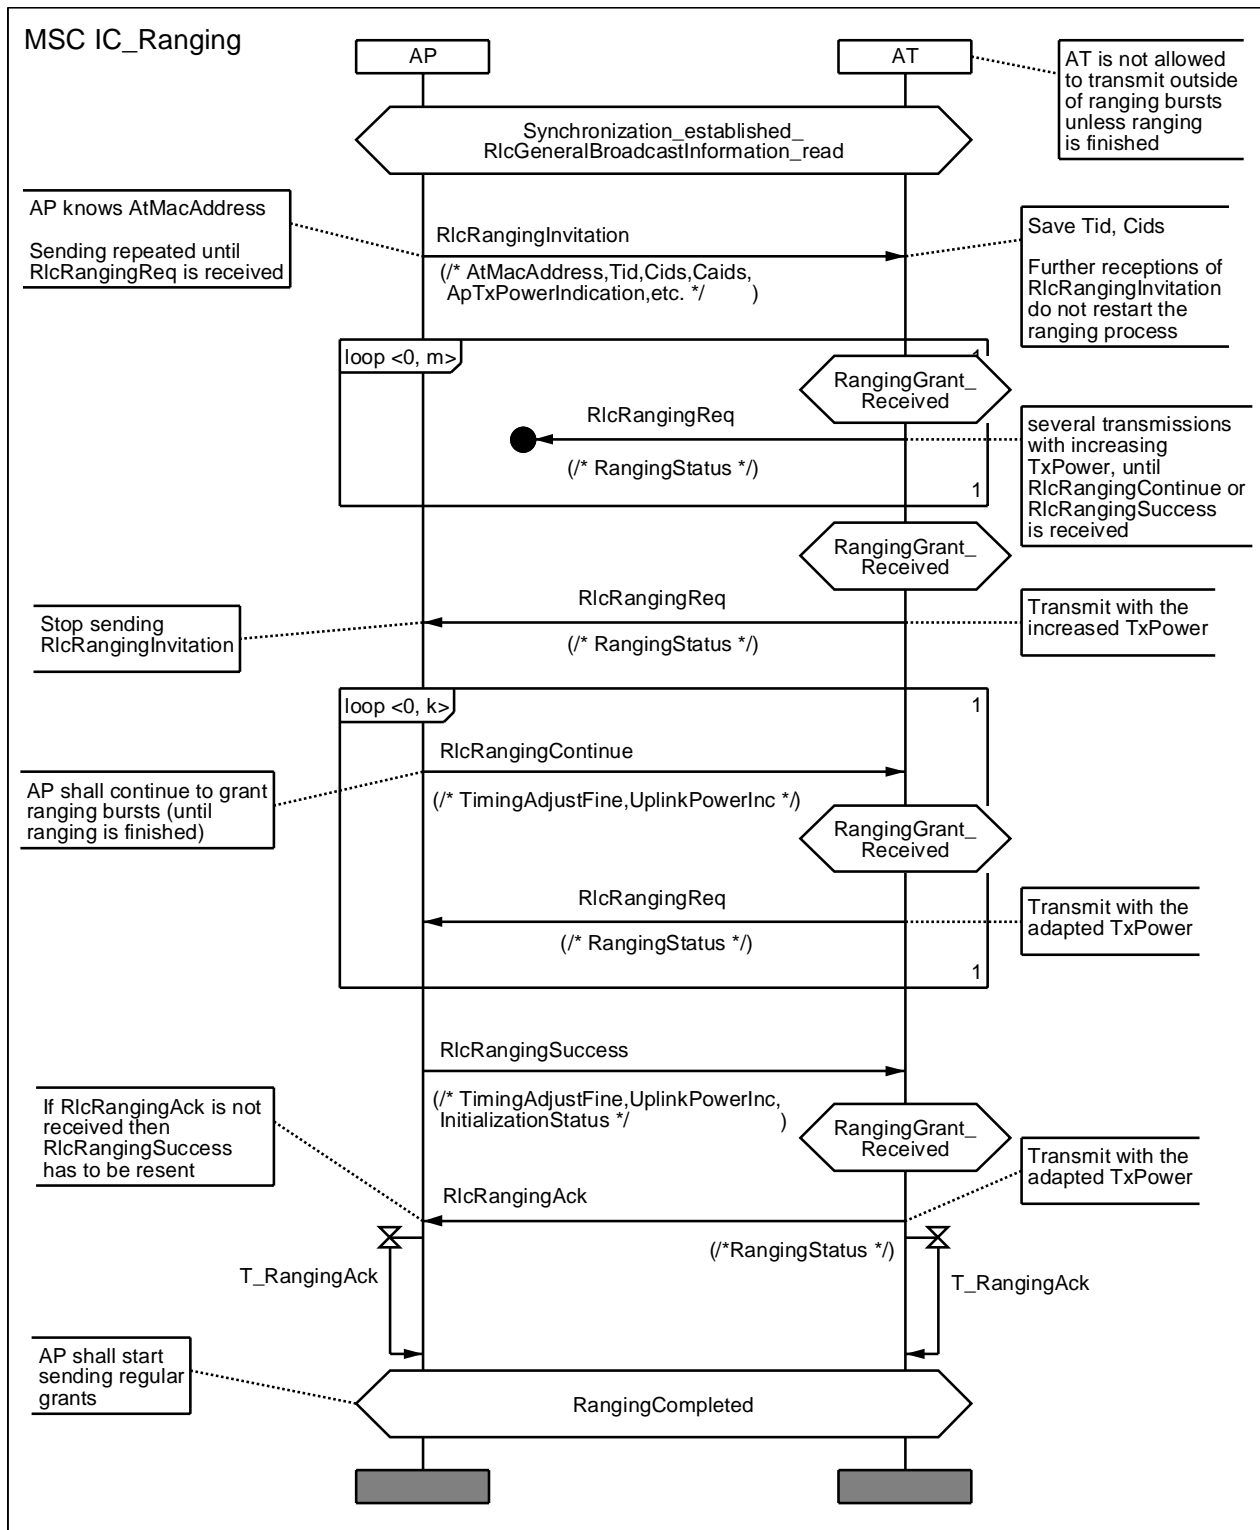 MSC IC_Ranging
AP
AT
AT is not allowed
to transmit outside
of ranging bursts
unless ranging
is finished
Synchronization_established_
RlcGeneralBroadcastInformation_read
AP knows AtMacAddress
Sending repeated until
RlcRangingReq is received
RlcRangingInvitation
(/* AtMacAddress,Tid,Cids,Caids,
ApTxPowerIndication,etc. */ )
Save Tid, Cids
Further receptions of
RlcRangingInvitation
do not restart the
ranging process
loop <0, m>
1
RangingGrant_
Received
RlcRangingReq
(/* RangingStatus */)
several transmissions
with increasing
TxPower, until
RlcRangingContinue or
RlcRangingSuccess
is received
1
RangingGrant_
Received
RlcRangingReq
(/* RangingStatus */)
Stop sending
RlcRangingInvitation
Transmit with the
increased TxPower
loop <0, k>
1
RlcRangingContinue
(/* TimingAdjustFine,UplinkPowerInc */)
AP shall continue to grant
ranging bursts (until
ranging is finished)
RangingGrant_
Received
RlcRangingReq
(/* RangingStatus */)
Transmit with the
adapted TxPower
1
RlcRangingSuccess
(/* TimingAdjustFine,UplinkPowerInc,
InitializationStatus */ )
If RlcRangingAck is not
received then
RlcRangingSuccess
has to be resent
RangingGrant_
Received
Transmit with the
adapted TxPower
RlcRangingAck
(/*RangingStatus */)
T_RangingAck
T_RangingAck
AP shall start
sending regular
grants
RangingCompleted